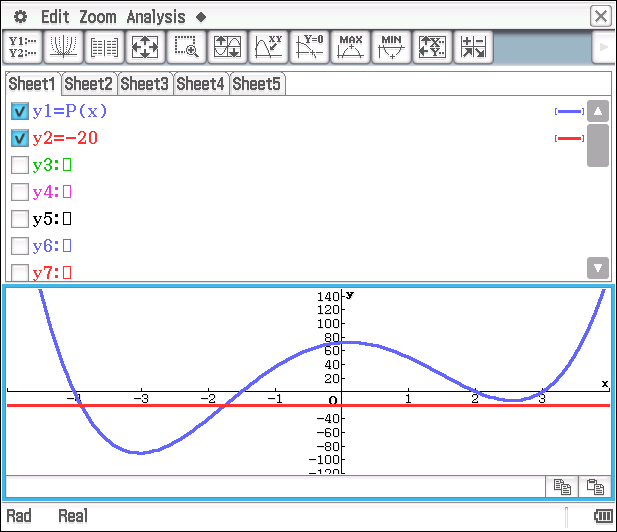 Edit Zoom Analysis ◆
Y1:··· Y2:··· XY Y=0 MAX MIN X- Y-
Sheet1 Sheet2 Sheet3 Sheet4 Sheet5
y1=P(x)
y2=-20
y3:▯
y4:▯
y5:▯
y6:▯
y7:▯
y
140
120
100
80
60
40
20
x
-4 -3 -2 -1 O 1 2 3
-40
-60
-80
-100
-120
Rad Real